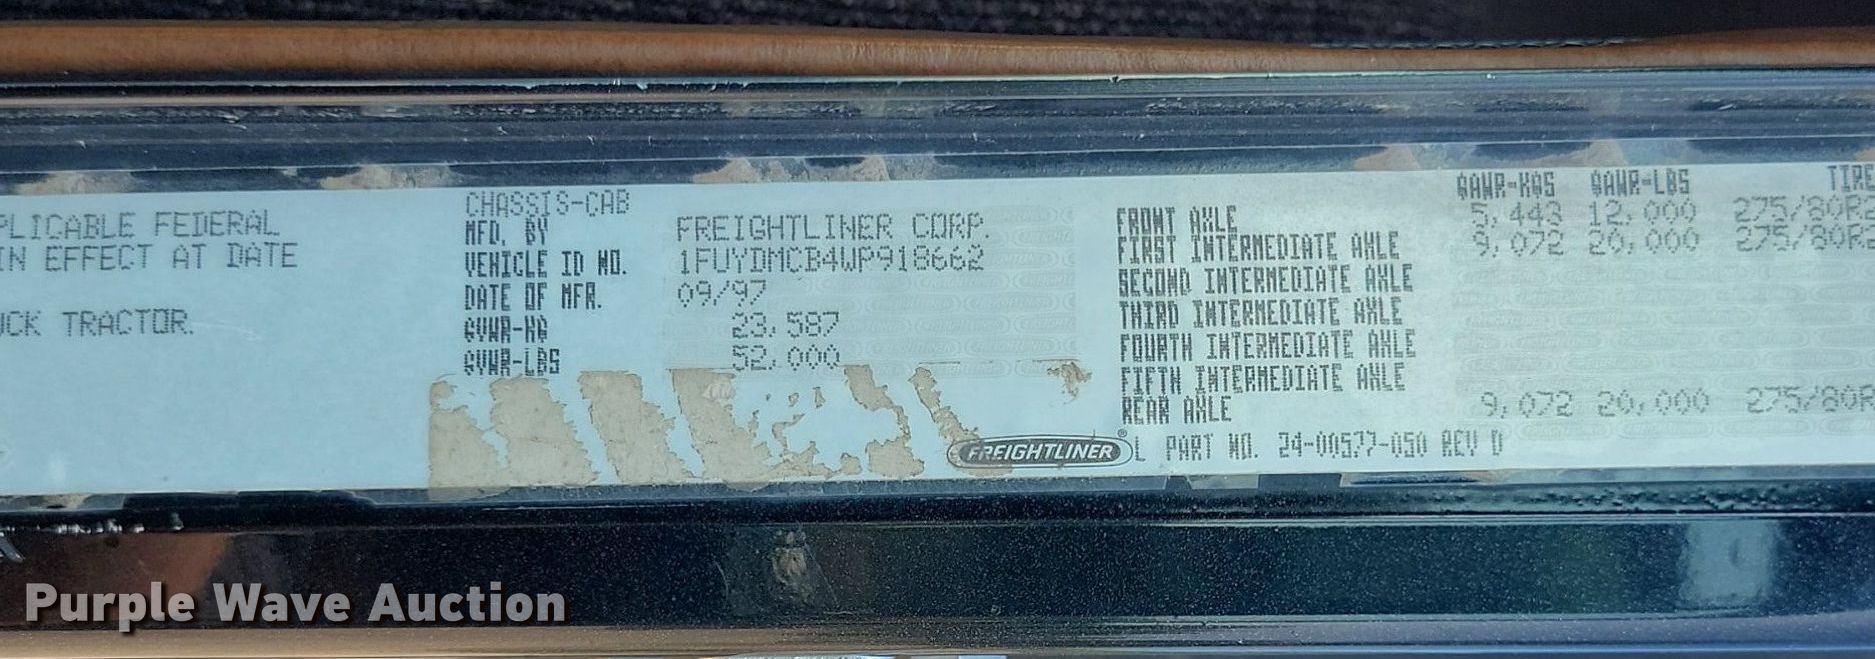 PLICABLE FEDERAL
IN EFFECT AT DATE
UCK TRACTOR.
CHASSIS-CAB
MFD. BY FREIGHTLINER CORP.
VEHICLE ID NO. 1FUYDMCB4WP918662
DATE OF MFR. 09/97
GVWR-KG 23,587
GVWR-LBS 52,000
GAWR-KGS GAWR-LBS TIRE
FRONT AXLE 5,443 12,000 275/80R
FIRST INTERMEDIATE AXLE 9,072 20,000 275/80R
SECOND INTERMEDIATE AXLE
THIRD INTERMEDIATE AXLE
FOURTH INTERMEDIATE AXLE
FIFTH INTERMEDIATE AXLE
REAR AXLE 9,072 20,000 275/80R
FREIGHTLINER® L PART NO. 24-00577-050 REV D
Purple Wave Auction